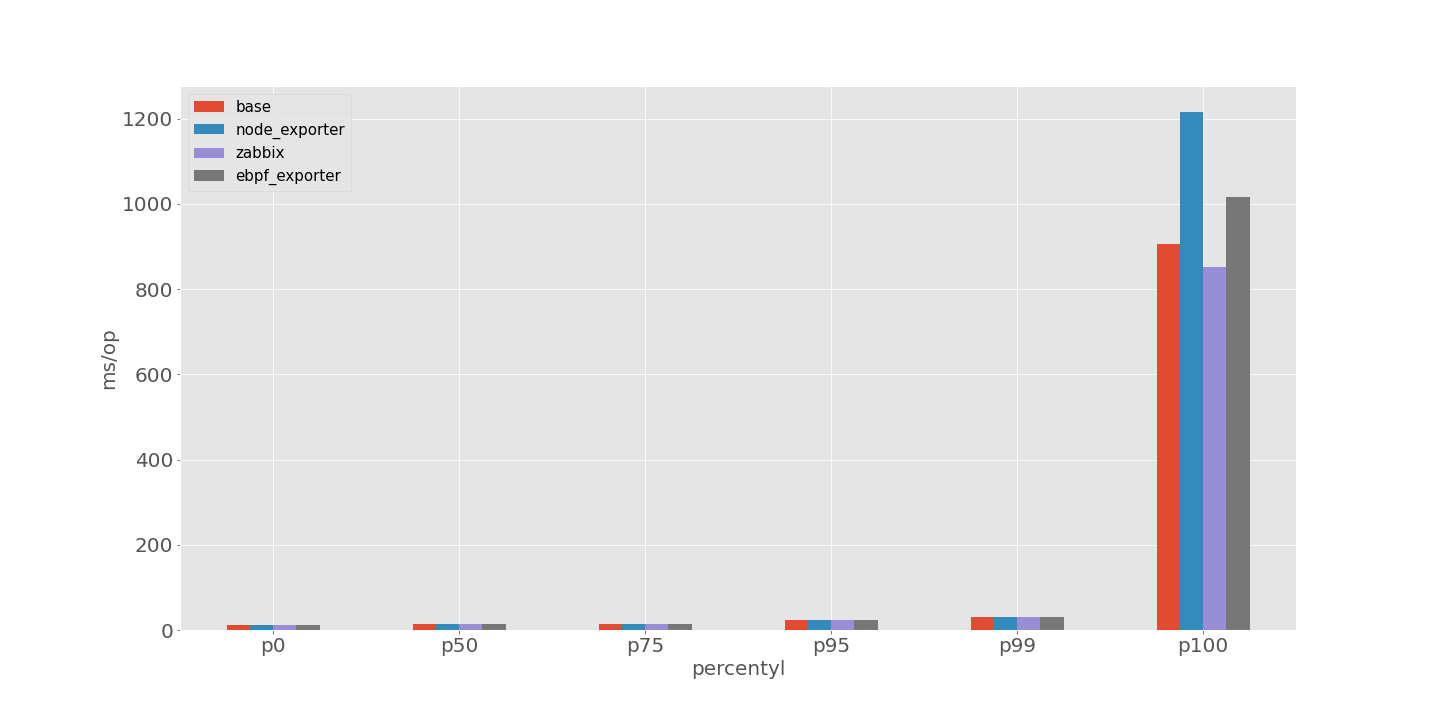 base
node_exporter
zabbix
ebpf_exporter
1200
1000
800
600
400
200
0
ms/op
p0 p50 p75 p95 p99 p100
percentyl